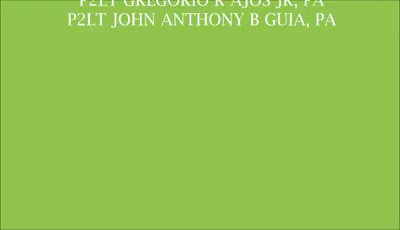 P2LT GREGORIO R AJOS JR, PA
P2LT JOHN ANTHONY B GUIA, PA